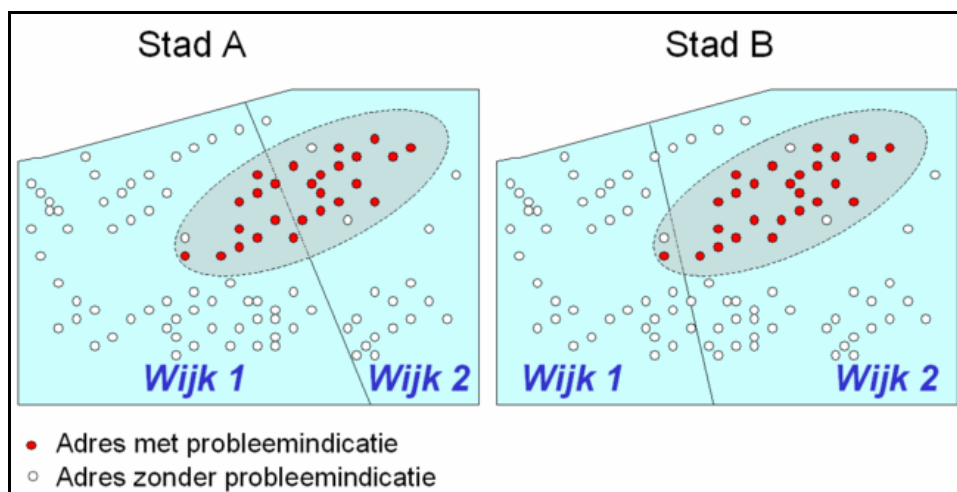 Stad A
Stad B
Wijk 1
Wijk 2
Wijk 1
Wijk 2
Adres met probleemindicatie
Adres zonder probleemindicatie